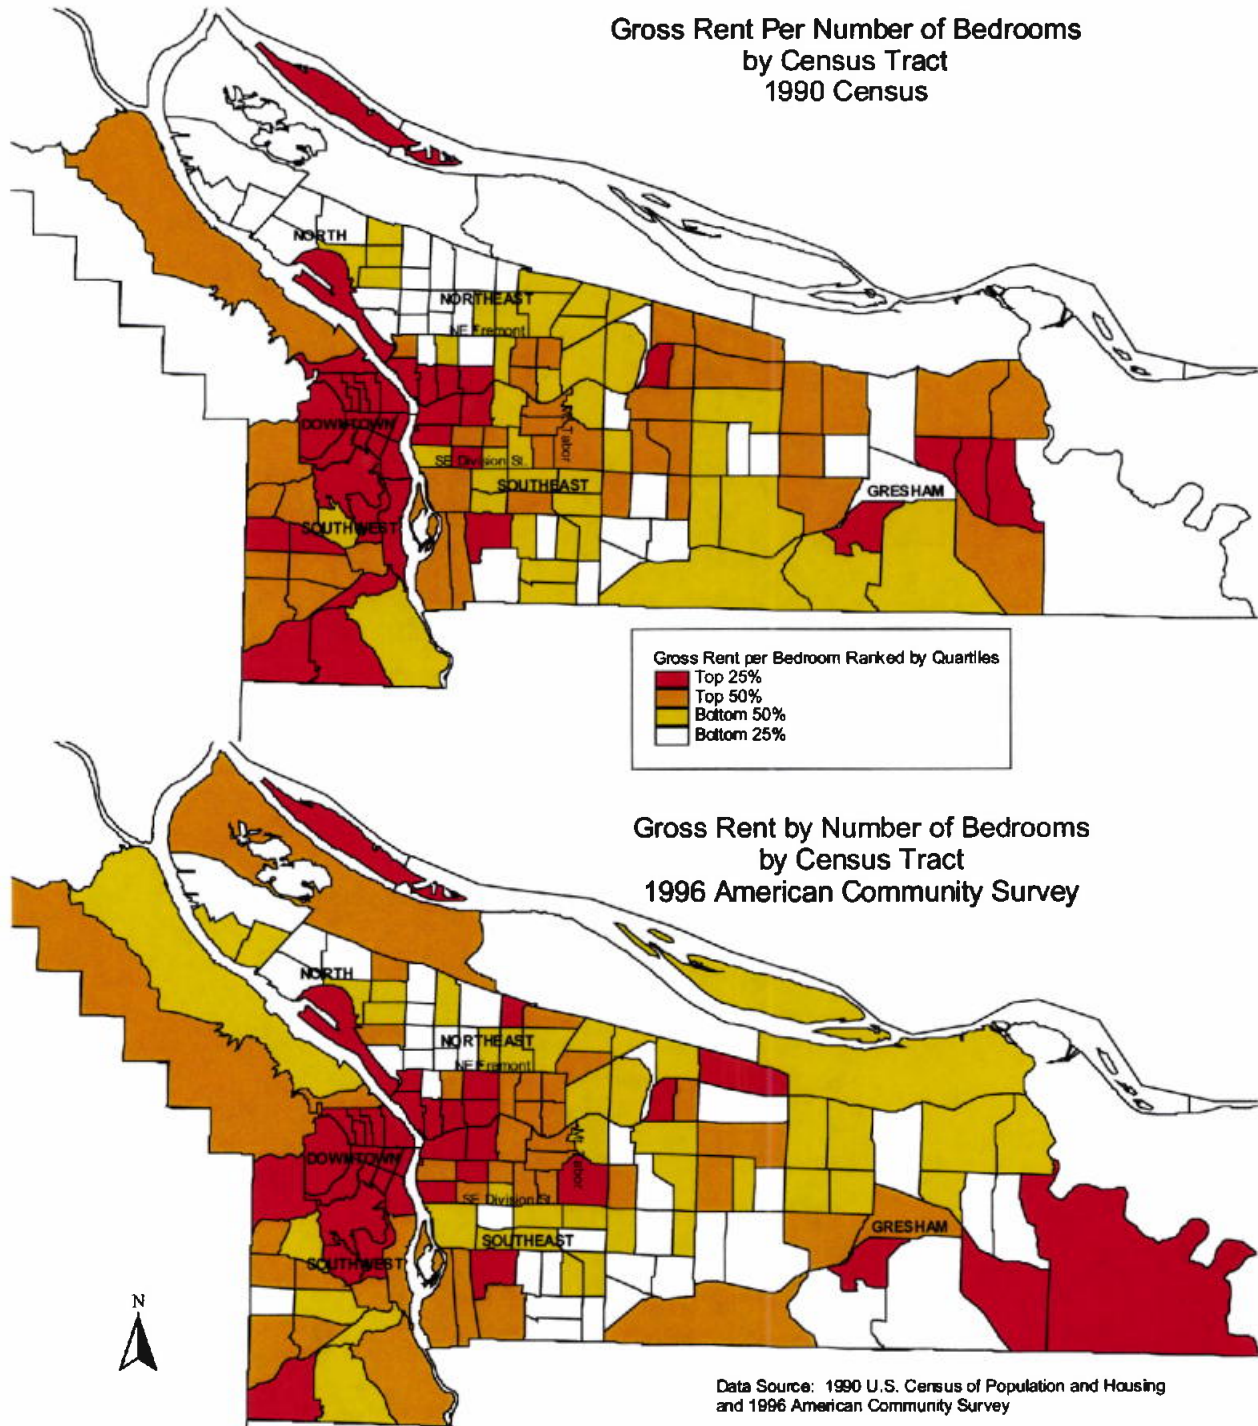 Gross Rent Per Number of Bedrooms
by Census Tract
1990 Census
NORTH
NORTHEAST
NE Fremont
DOWNTOWN
Mt. Tabor
SE Division St.
SOUTHEAST
GRESHAM
SOUTHWEST
Gross Rent per Bedroom Ranked by Quartiles
Top 25%
Top 50%
Bottom 50%
Bottom 25%
Gross Rent by Number of Bedrooms
by Census Tract
1996 American Community Survey
NORTH
NORTHEAST
NE Fremont
DOWNTOWN
Mt. Tabor
SE Division St.
GRESHAM
SOUTHEAST
SOUTHWEST
N
Data Source: 1990 U.S. Census of Population and Housing
and 1996 American Community Survey